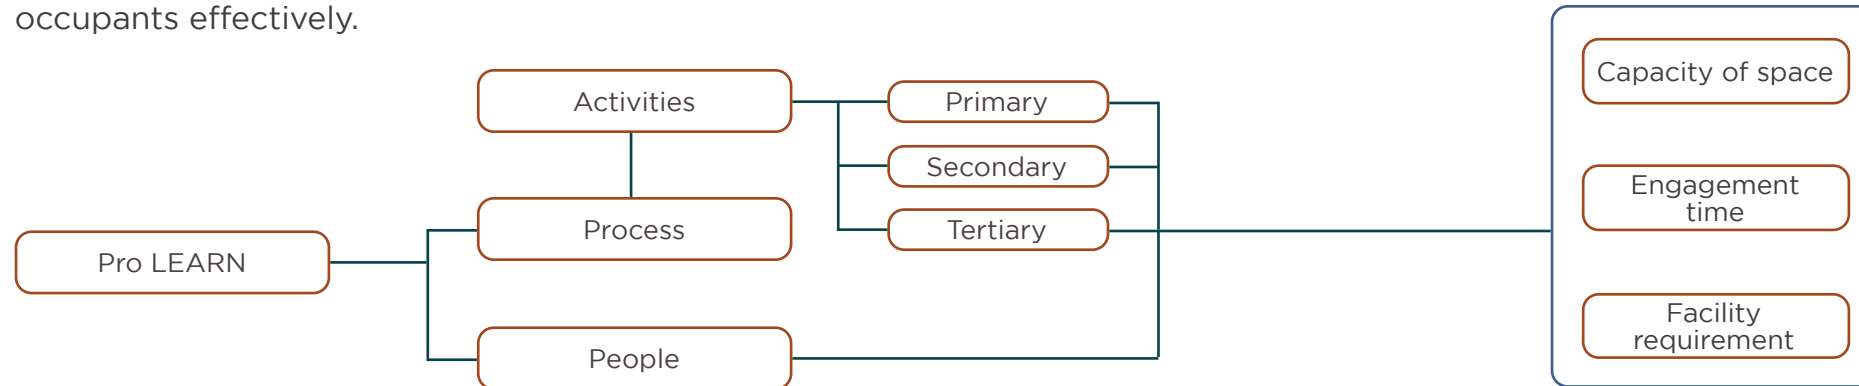 occupants effectively.
Activities
Primary
Capacity of space
Secondary
Engagement
time
Process
Tertiary
Pro LEARN
Facility
requirement
People